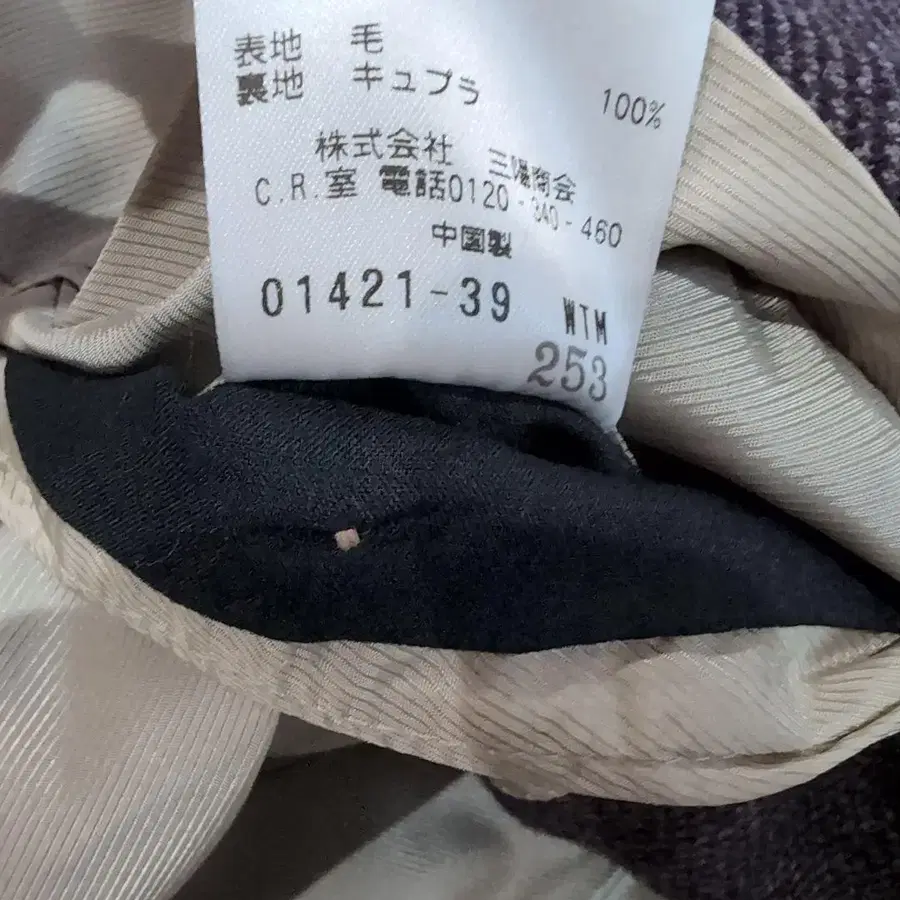 表地 毛
裏地 キュプラ 100%
株式会社 三陽商会
C.R.室 電話0120-340-460
中国製
01421-39 WTM
253